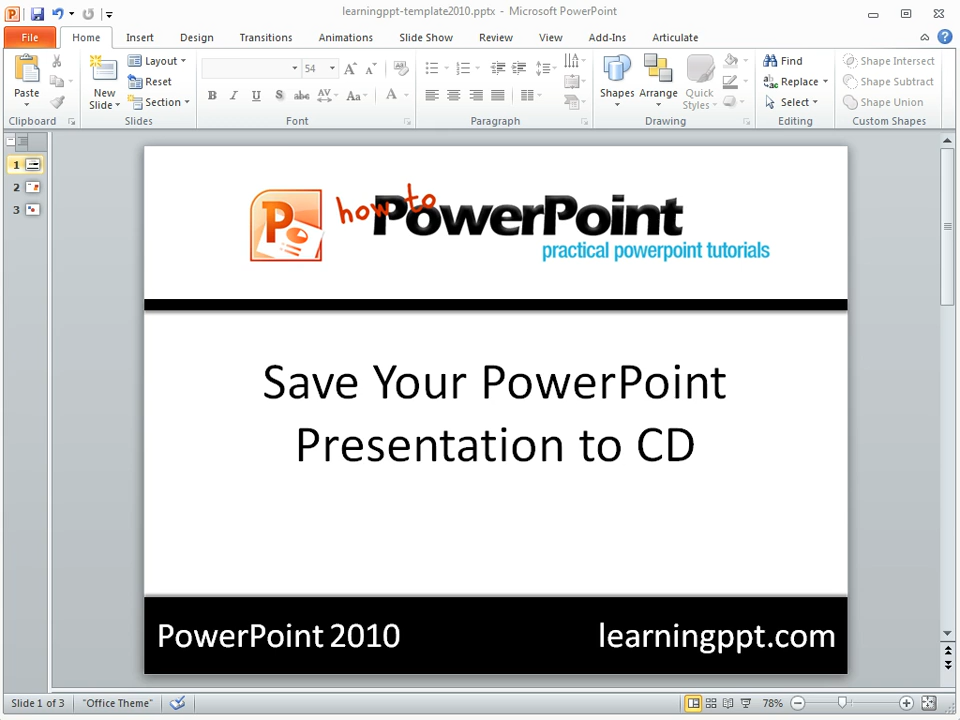 learningppt-template2010.pptx - Microsoft PowerPoint
File Home Insert Design Transitions Animations Slide Show Review View Add-Ins Articulate
Paste
New Slide
Layout
Reset
Section
54
Find
Replace
Select
Shapes
Arrange
Quick Styles
Shape Intersect
Shape Subtract
Shape Union
Clipboard Slides Font Paragraph Drawing Editing Custom Shapes
1
2
3
how to
PowerPoint
practical powerpoint tutorials
Save Your PowerPoint
Presentation to CD
PowerPoint 2010 learningppt.com
Slide 1 of 3 "Office Theme" 78%